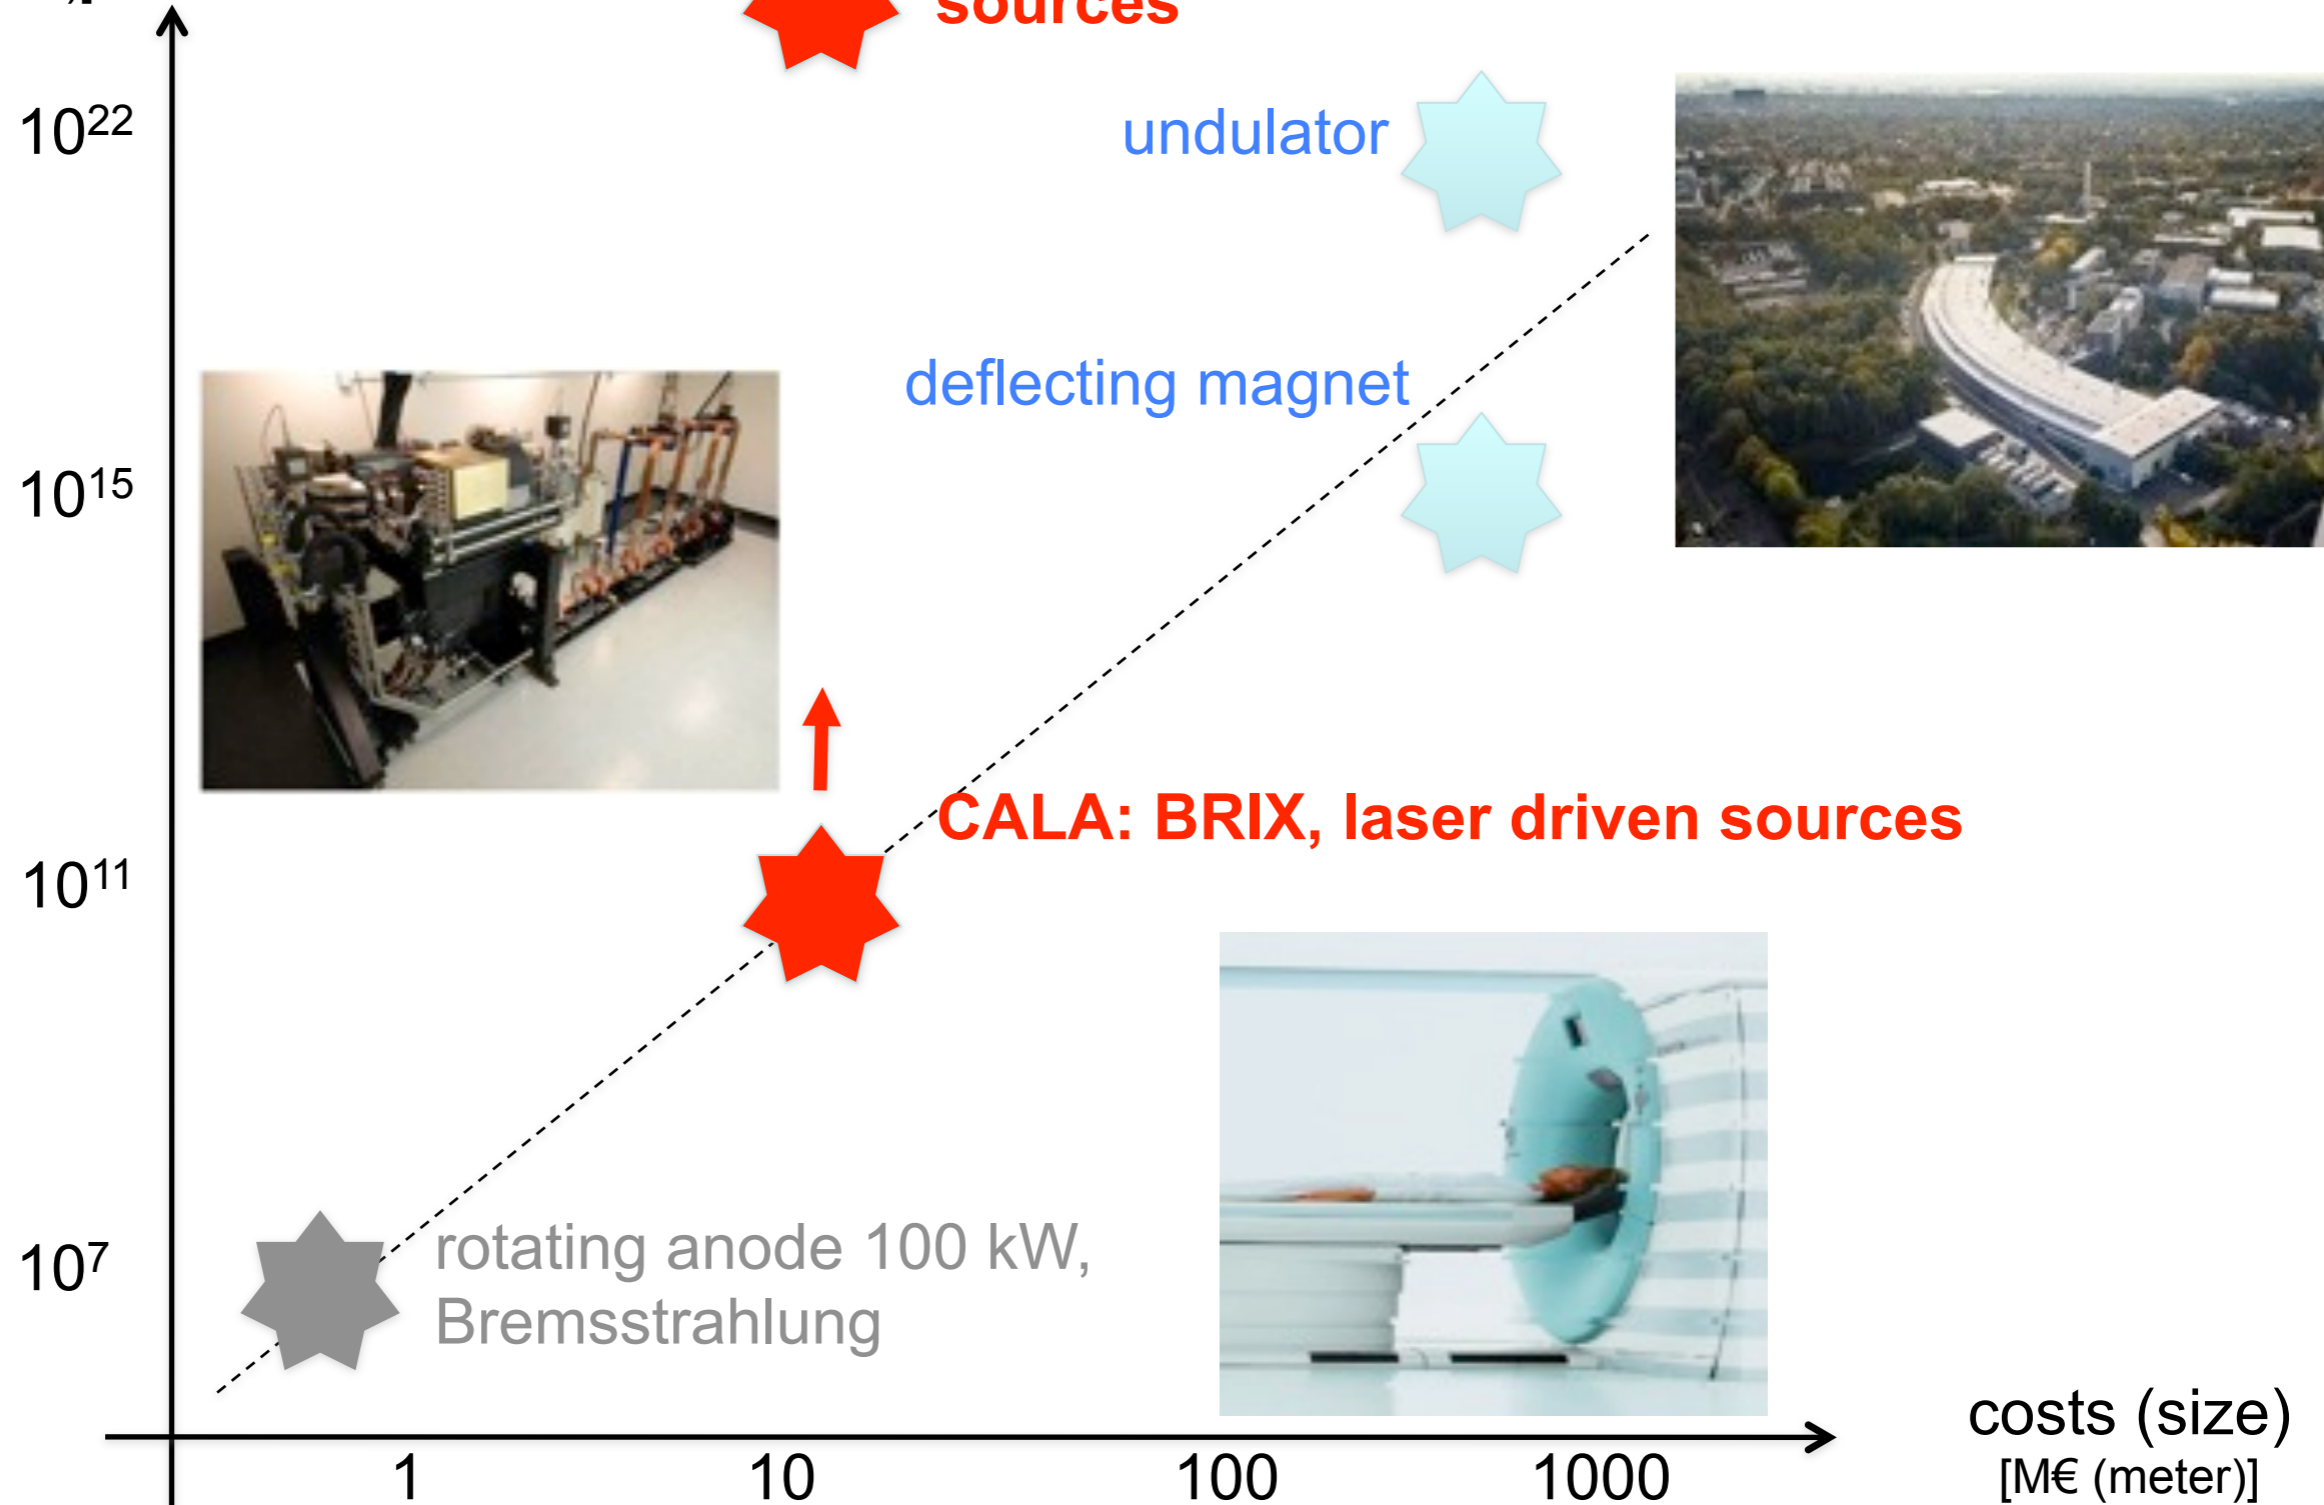 sources
10²²
undulator
deflecting magnet
10¹⁵
CALA: BRIX, laser driven sources
10¹¹
10⁷
rotating anode 100 kW,
Bremsstrahlung
costs (size)
[M€ (meter)]
1
10
100
1000